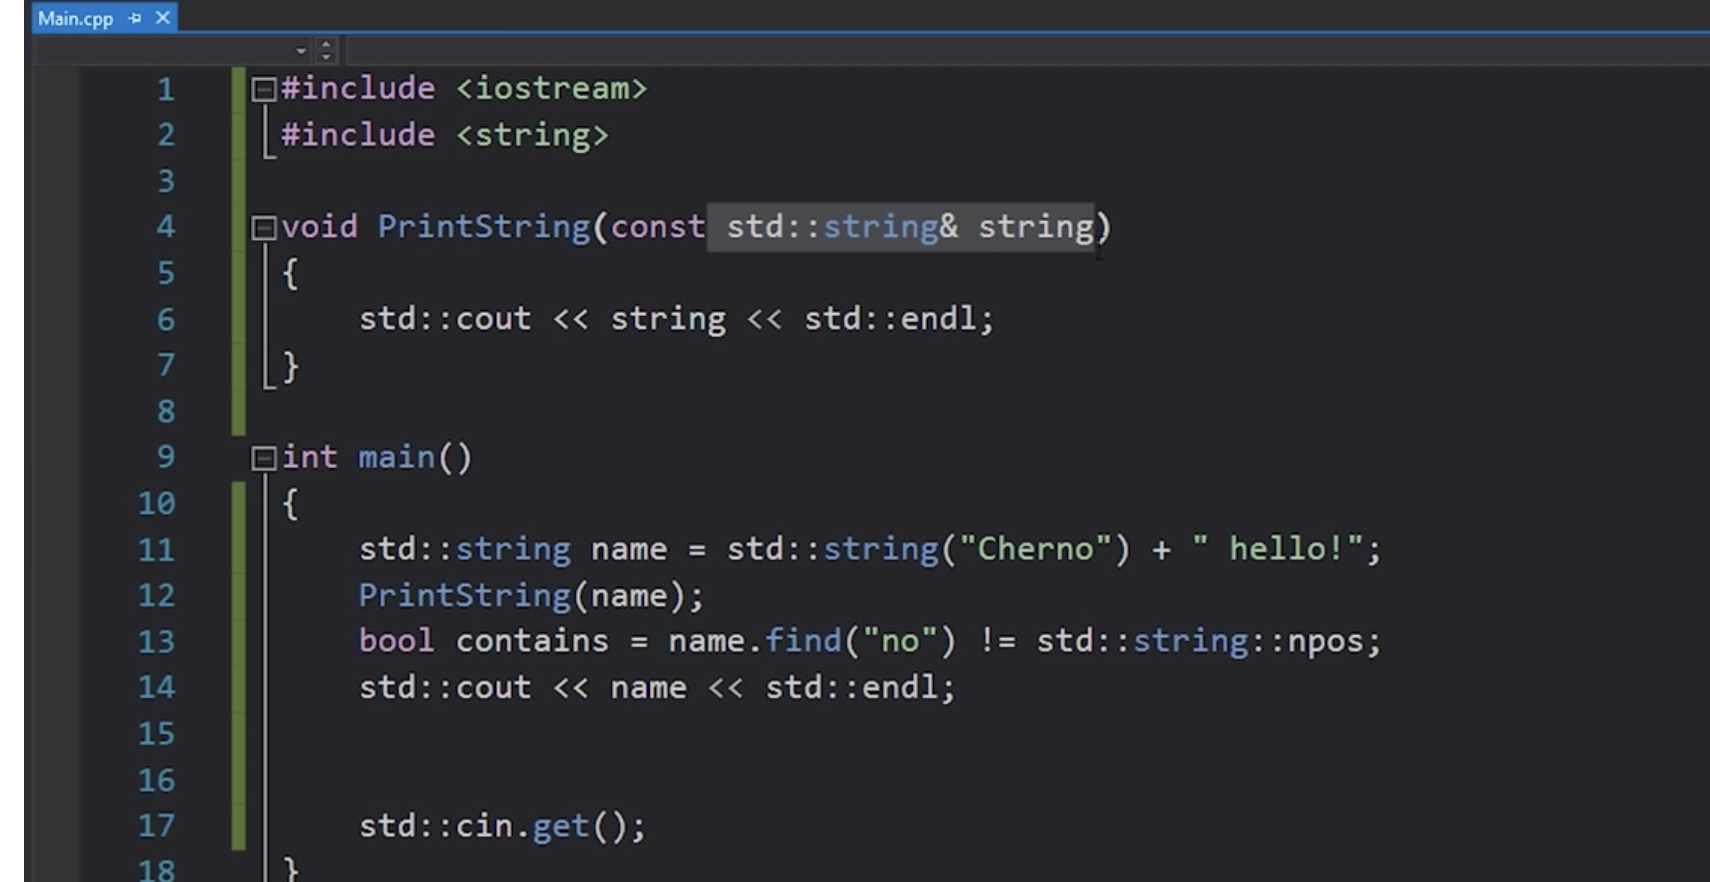 Main.cpp
1 #include <iostream>
2 #include <string>
3
4 void PrintString(const std::string& string)
5 {
6     std::cout << string << std::endl;
7 }
8
9 int main()
10 {
11     std::string name = std::string("Cherno") + " hello!";
12     PrintString(name);
13     bool contains = name.find("no") != std::string::npos;
14     std::cout << name << std::endl;
15
16
17     std::cin.get();
18 }